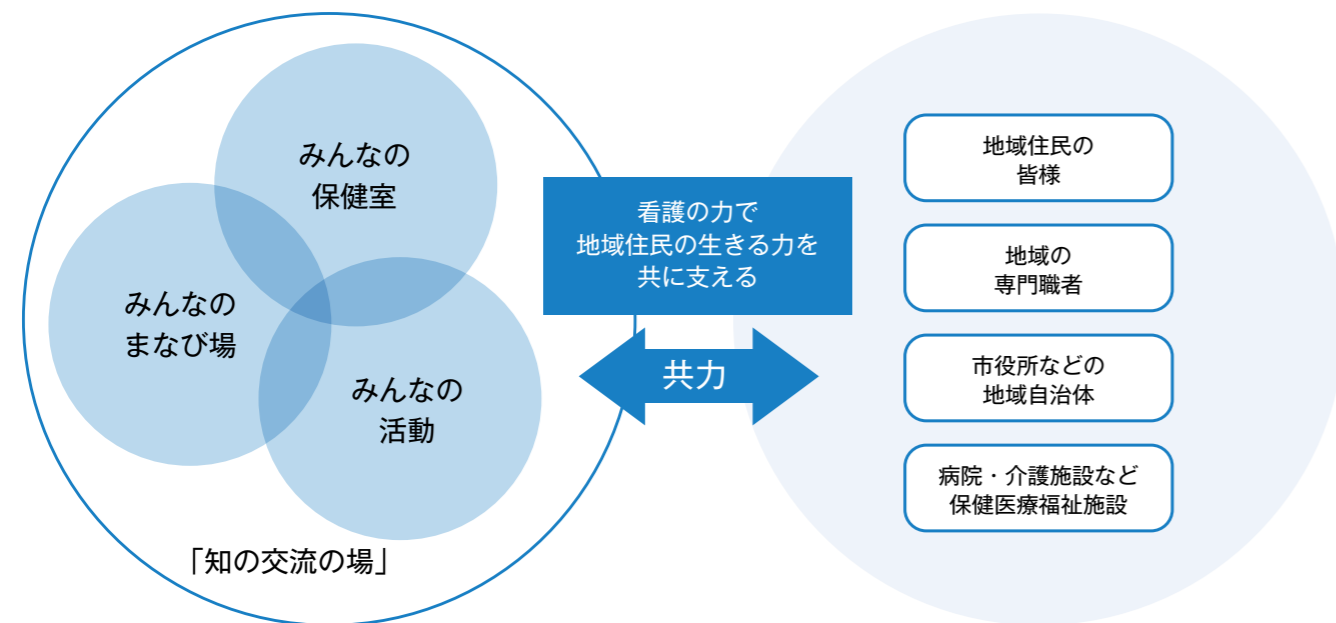 みんなの
保健室
みんなの
まなび場
みんなの
活動
「知の交流の場」
看護の力で
地域住民の生きる力を
共に支える
共力
地域住民の
皆様
地域の
専門職者
市役所などの
地域自治体
病院・介護施設など
保健医療福祉施設